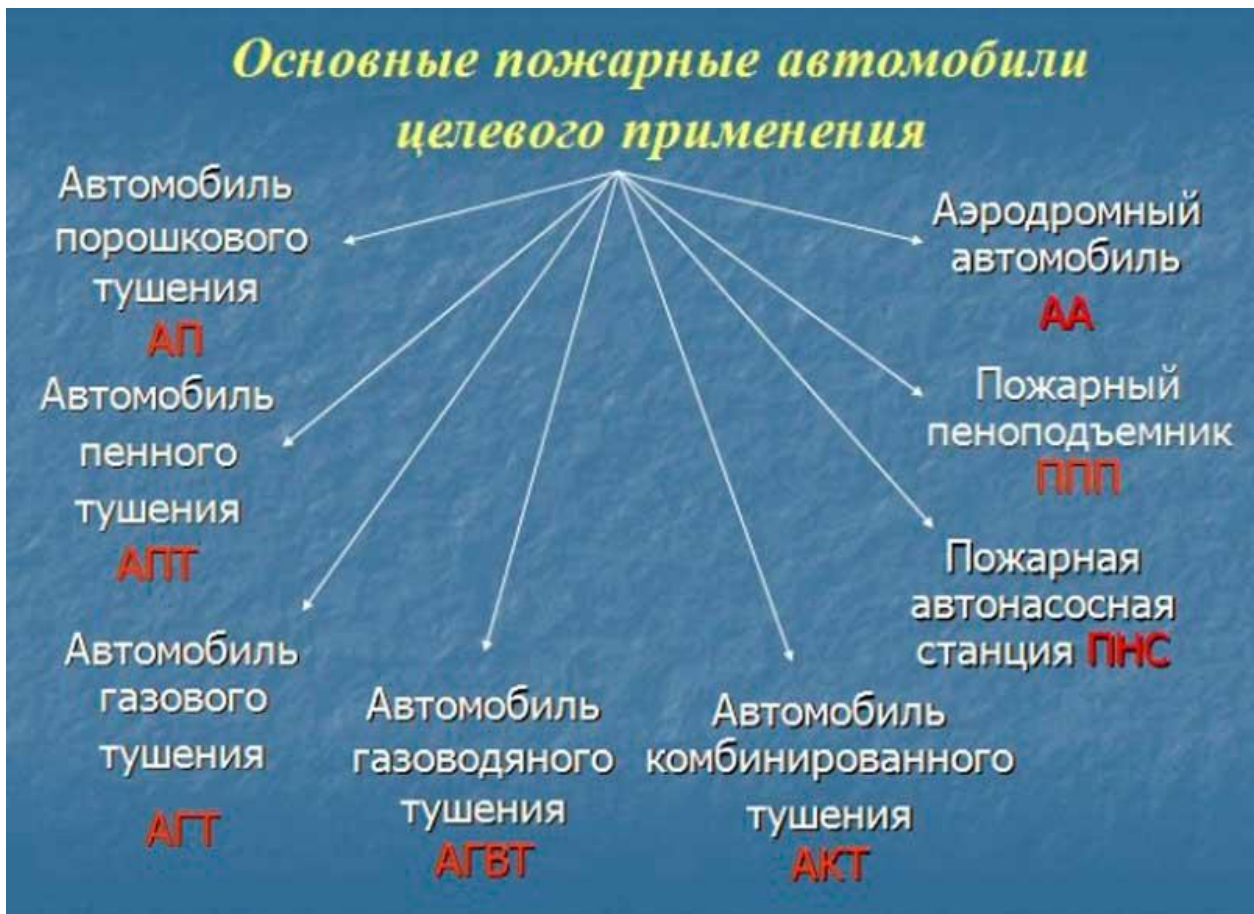 Основные пожарные автомобили
целевого применения
Автомобиль
порошкового
тушения
АП
Автомобиль
пенного
тушения
АПТ
Автомобиль
газового
тушения
АГТ
Автомобиль
газоводяного
тушения
АГВТ
Автомобиль
комбинированного
тушения
АКТ
Аэродромный
автомобиль
АА
Пожарный
пеноподъемник
ППП
Пожарная
автонасосная
станция ПНС